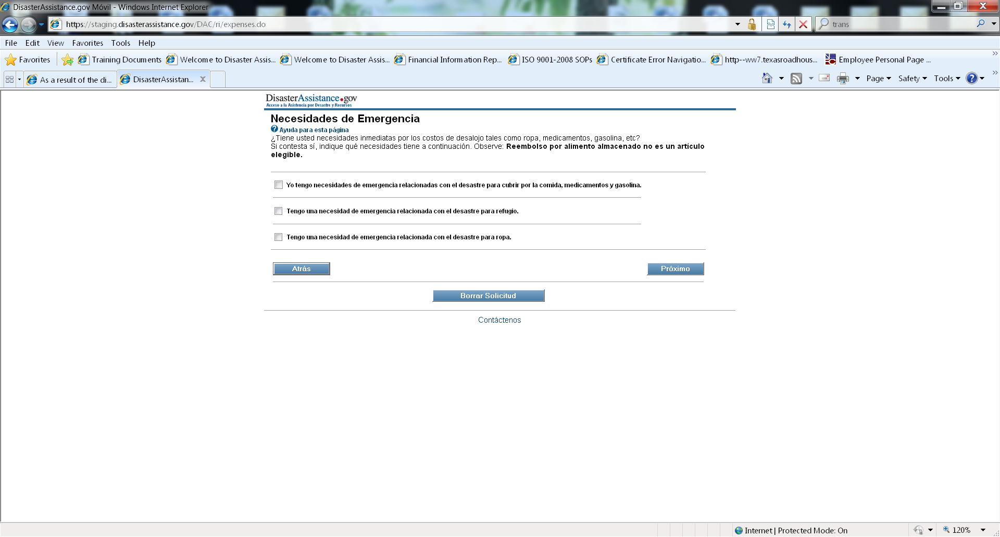 DisasterAssistance.gov Móvil - Windows Internet Explorer
https://staging.disasterassistance.gov/DAC/ri/expenses.do
trans
File Edit View Favorites Tools Help
Favorites Training Documents Welcome to Disaster Assis... Welcome to Disaster Assis... Financial Information Rep... ISO 9001-2008 SOPs Certificate Error Navigatio... http--ww7.texasroadhous... Employee Personal Page ...
As a result of the di... DisasterAssistan... Page Safety Tools
DisasterAssistance.gov
Acceso a la Asistencia por Desastre y Recursos
Necesidades de Emergencia
Ayuda para esta página
¿Tiene usted necesidades inmediatas por los costos de desalojo tales como ropa, medicamentos, gasolina, etc?
Si contesta sí, indique qué necesidades tiene a continuación. Observe: Reembolso por alimento almacenado no es un artículo
elegible.
Yo tengo necesidades de emergencia relacionadas con el desastre para cubrir por la comida, medicamentos y gasolina.
Tengo una necesidad de emergencia relacionada con el desastre para refugio.
Tengo una necesidad de emergencia relacionada con el desastre para ropa.
Atrás Próximo
Borrar Solicitud
Contáctenos
Internet | Protected Mode: On 120%